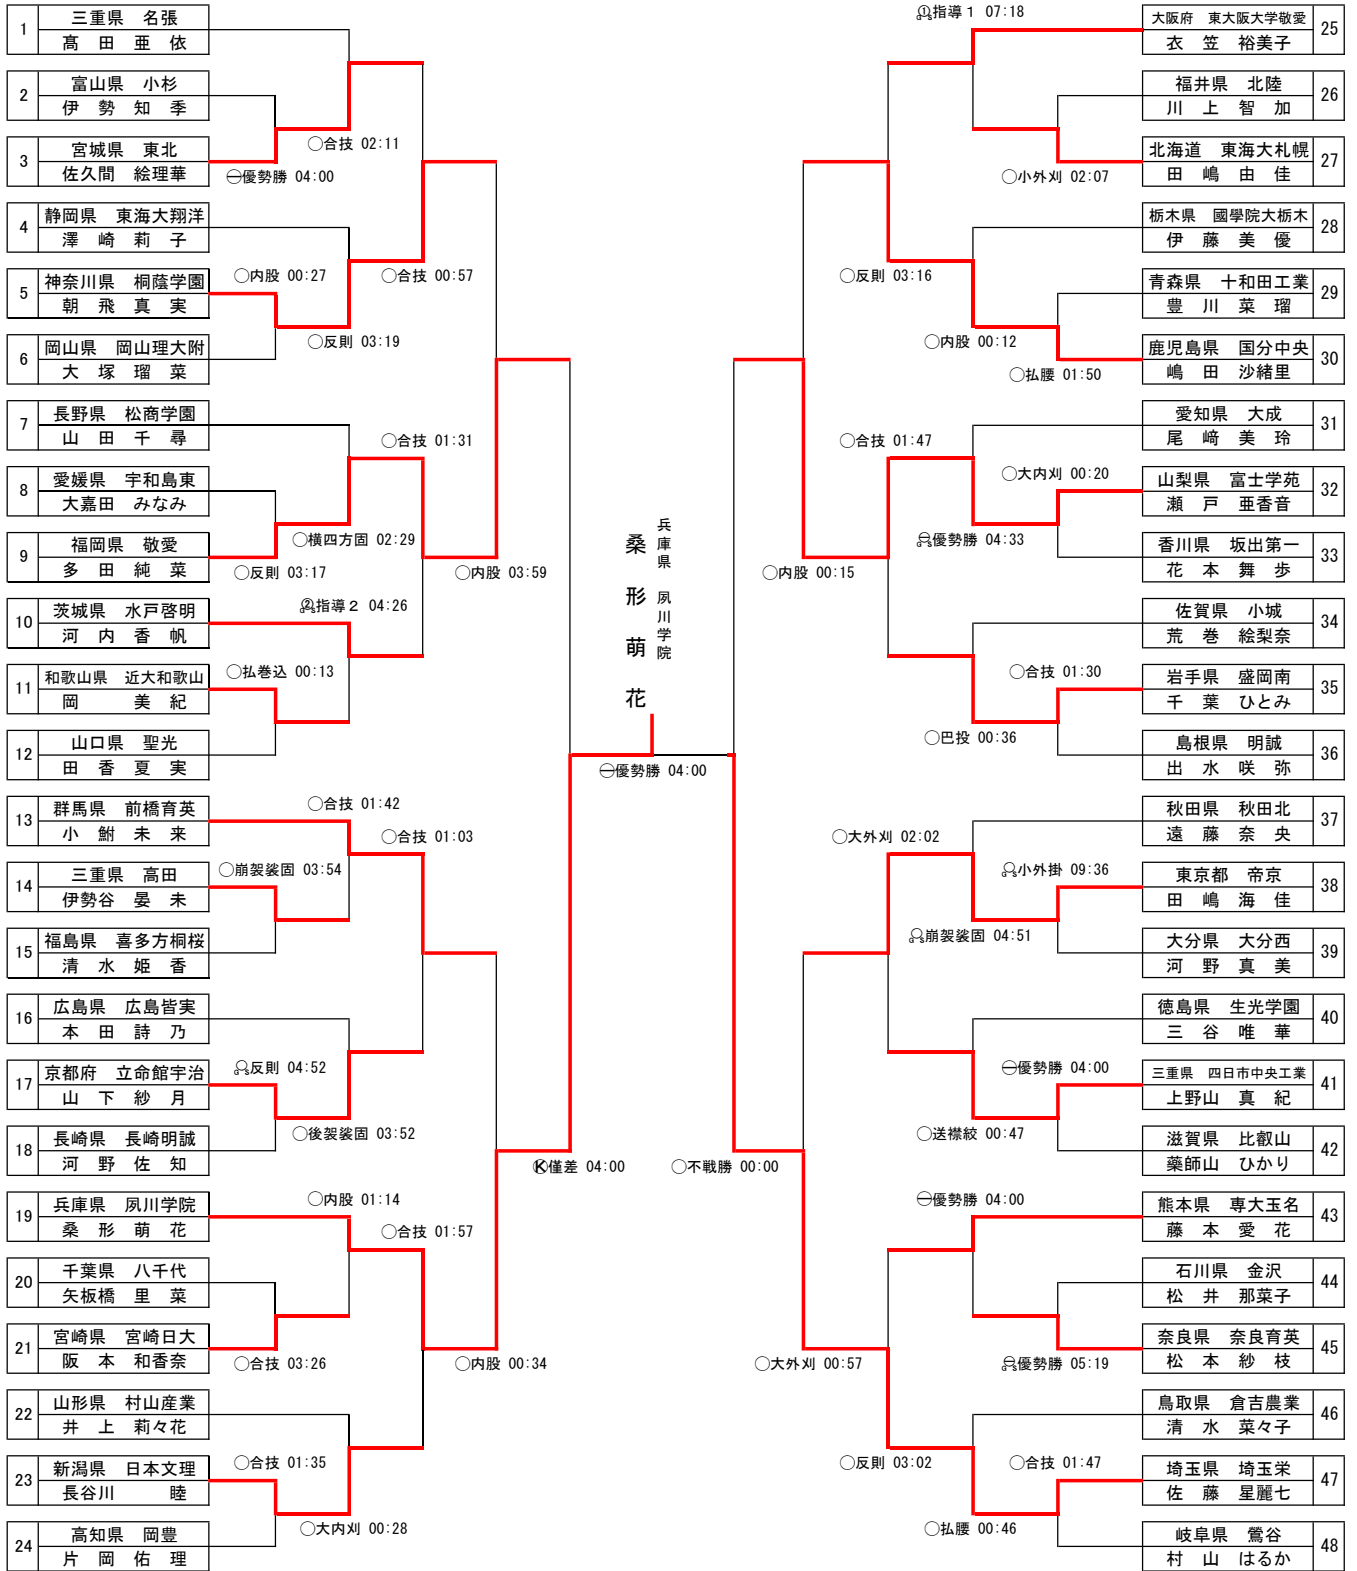 1
三重県 名張
髙田亜依
2
富山県 小杉
伊勢知季
3
宮城県 東北
佐久間 絵理華
4
静岡県 東海大翔洋
澤崎莉子
5
神奈川県 桐蔭学園
朝飛真実
6
岡山県 岡山理大附
大塚瑠菜
7
長野県 松商学園
山田千尋
8
愛媛県 宇和島東
大嘉田 みなみ
9
福岡県 敬愛
多田純菜
10
茨城県 水戸啓明
河内香帆
11
和歌山県 近大和歌山
岡 美紀
12
山口県 聖光
田香夏実
13
群馬県 前橋育英
小鮒未来
14
三重県 高田
伊勢谷 晏未
15
福島県 喜多方桐桜
清水姫香
16
広島県 広島皆実
本田詩乃
17
京都府 立命館宇治
山下紗月
18
長崎県 長崎明誠
河野佐知
19
兵庫県 夙川学院
桑形萌花
20
千葉県 八千代
矢板橋 里菜
21
宮崎県 宮崎日大
阪本 和香奈
22
山形県 村山産業
井上 莉々花
23
新潟県 日本文理
長谷川 睦
24
高知県 岡豊
片岡佑理
○合技 02:11
㊀優勢勝 04:00
○内股 00:27
○合技 00:57
○反則 03:19
○合技 01:31
○横四方固 02:29
○反則 03:17
○内股 03:59
②指導2 04:26
○払巻込 00:13
○合技 01:42
○合技 01:03
○崩袈裟固 03:54
反則 04:52
○後袈裟固 03:52
Ⓚ僅差 04:00
○内股 01:14
○合技 01:57
○合技 03:26
○内股 00:34
○合技 01:35
○大内刈 00:28
兵庫県 夙川学院
桑形萌花
㊀優勢勝 04:00
①指導1 07:18
○小外刈 02:07
○反則 03:16
○内股 00:12
○払腰 01:50
○合技 01:47
○大内刈 00:20
優勢勝 04:33
○内股 00:15
○合技 01:30
○巴投 00:36
○大外刈 02:02
小外掛 09:36
崩袈裟固 04:51
㊀優勢勝 04:00
○送襟絞 00:47
○不戦勝 00:00
㊀優勢勝 04:00
○大外刈 00:57
優勢勝 05:19
○反則 03:02
○合技 01:47
○払腰 00:46
大阪府 東大阪大学敬愛
衣笠 裕美子
25
福井県 北陸
川上智加
26
北海道 東海大札幌
田嶋由佳
27
栃木県 國學院大栃木
伊藤美優
28
青森県 十和田工業
豊川菜瑠
29
鹿児島県 国分中央
嶋田 沙緒里
30
愛知県 大成
尾﨑美玲
31
山梨県 富士学苑
瀬戸 亜香音
32
香川県 坂出第一
花本舞歩
33
佐賀県 小城
荒巻 絵梨奈
34
岩手県 盛岡南
千葉 ひとみ
35
島根県 明誠
出水咲弥
36
秋田県 秋田北
遠藤奈央
37
東京都 帝京
田嶋海佳
38
大分県 大分西
河野真美
39
徳島県 生光学園
三谷唯華
40
三重県 四日市中央工業
上野山 真紀
41
滋賀県 比叡山
藥師山 ひかり
42
熊本県 専大玉名
藤本愛花
43
石川県 金沢
松井 那菜子
44
奈良県 奈良育英
松本紗枝
45
鳥取県 倉吉農業
清水 菜々子
46
埼玉県 埼玉栄
佐藤 星麗七
47
岐阜県 鶯谷
村山 はるか
48